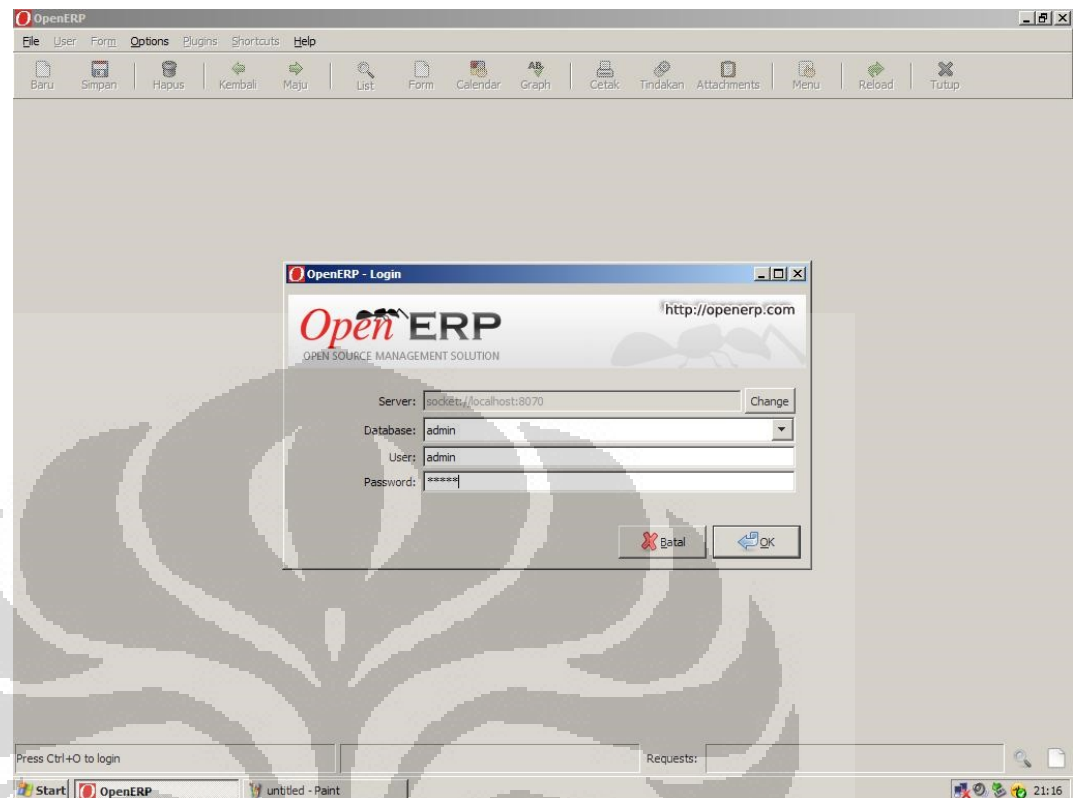 OpenERP
File User Form Options Plugins Shortcuts Help
Baru Simpan Hapus Kembali Maju List Form Calendar Graph Cetak Tindakan Attachments Menu Reload Tutup
OpenERP - Login
Open ERP http://openerp.com
OPEN SOURCE MANAGEMENT SOLUTION
Server: socket://localhost:8070 Change
Database: admin
User: admin
Password: *****
Batal OK
Press Ctrl+O to login Requests:
Start OpenERP untitled - Paint 21:16